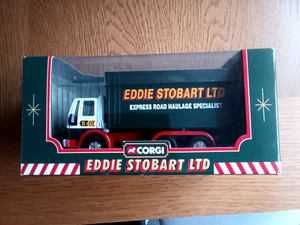 EDDIE STOBART LTD
EXPRESS ROAD HAULAGE SPECIALIST
CORGI
EDDIE STOBART LTD